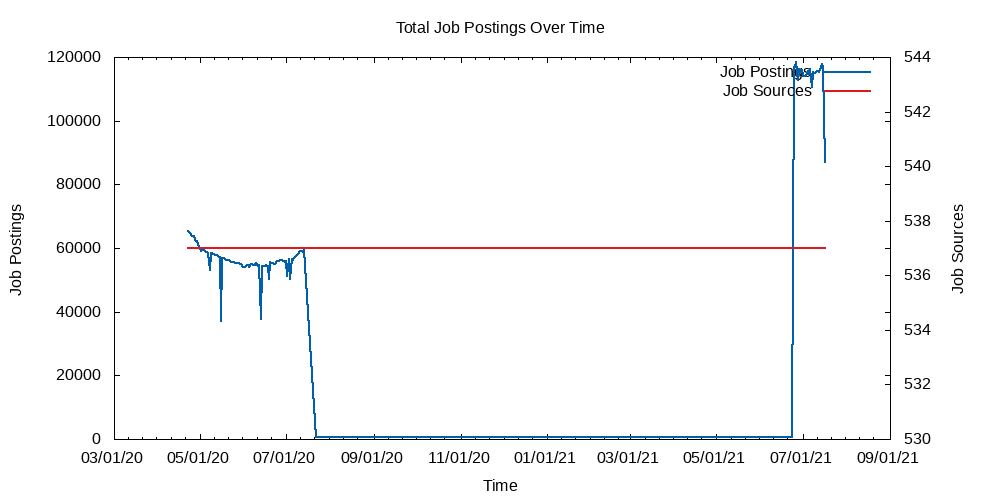 Total Job Postings Over Time
120000
100000
80000
60000
40000
20000
0
544
542
540
538
536
534
532
530
Job Postings
Job Sources
Job Postings
Job Sources
03/01/20 05/01/20 07/01/20 09/01/20 11/01/20 01/01/21 03/01/21 05/01/21 07/01/21 09/01/21
Time